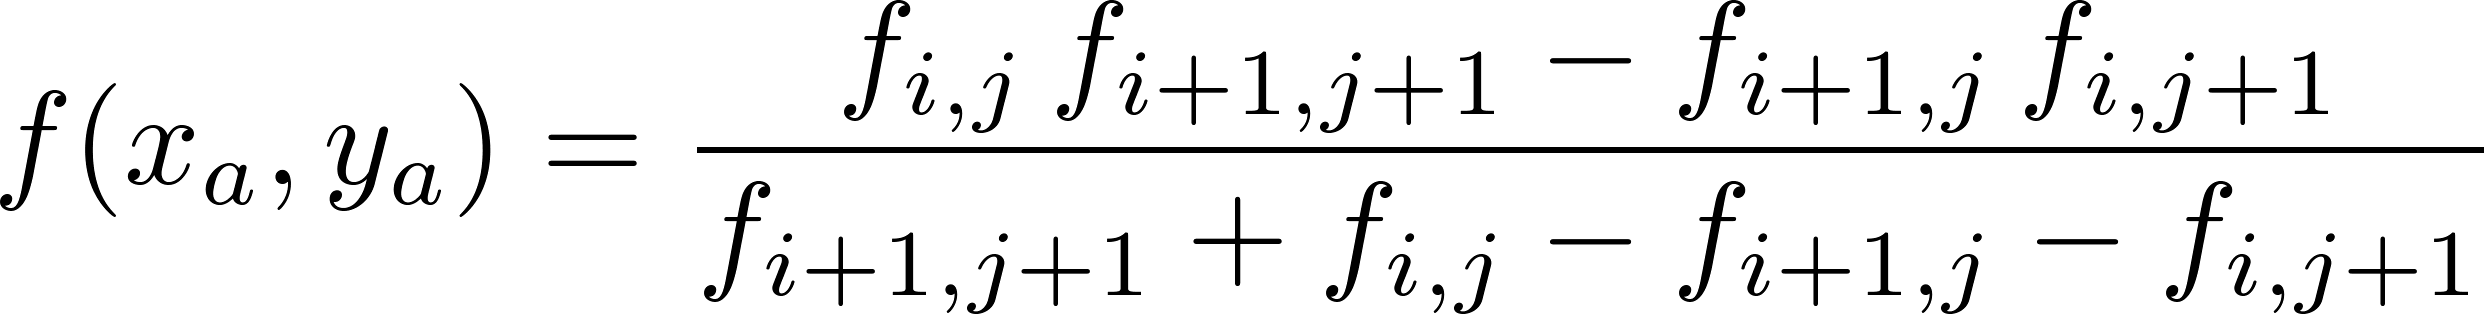 f(x_a, y_a) = \frac{f_{i,j} f_{i+1,j+1} - f_{i+1,j} f_{i,j+1}}{f_{i+1,j+1} + f_{i,j} - f_{i+1,j} - f_{i,j+1}}